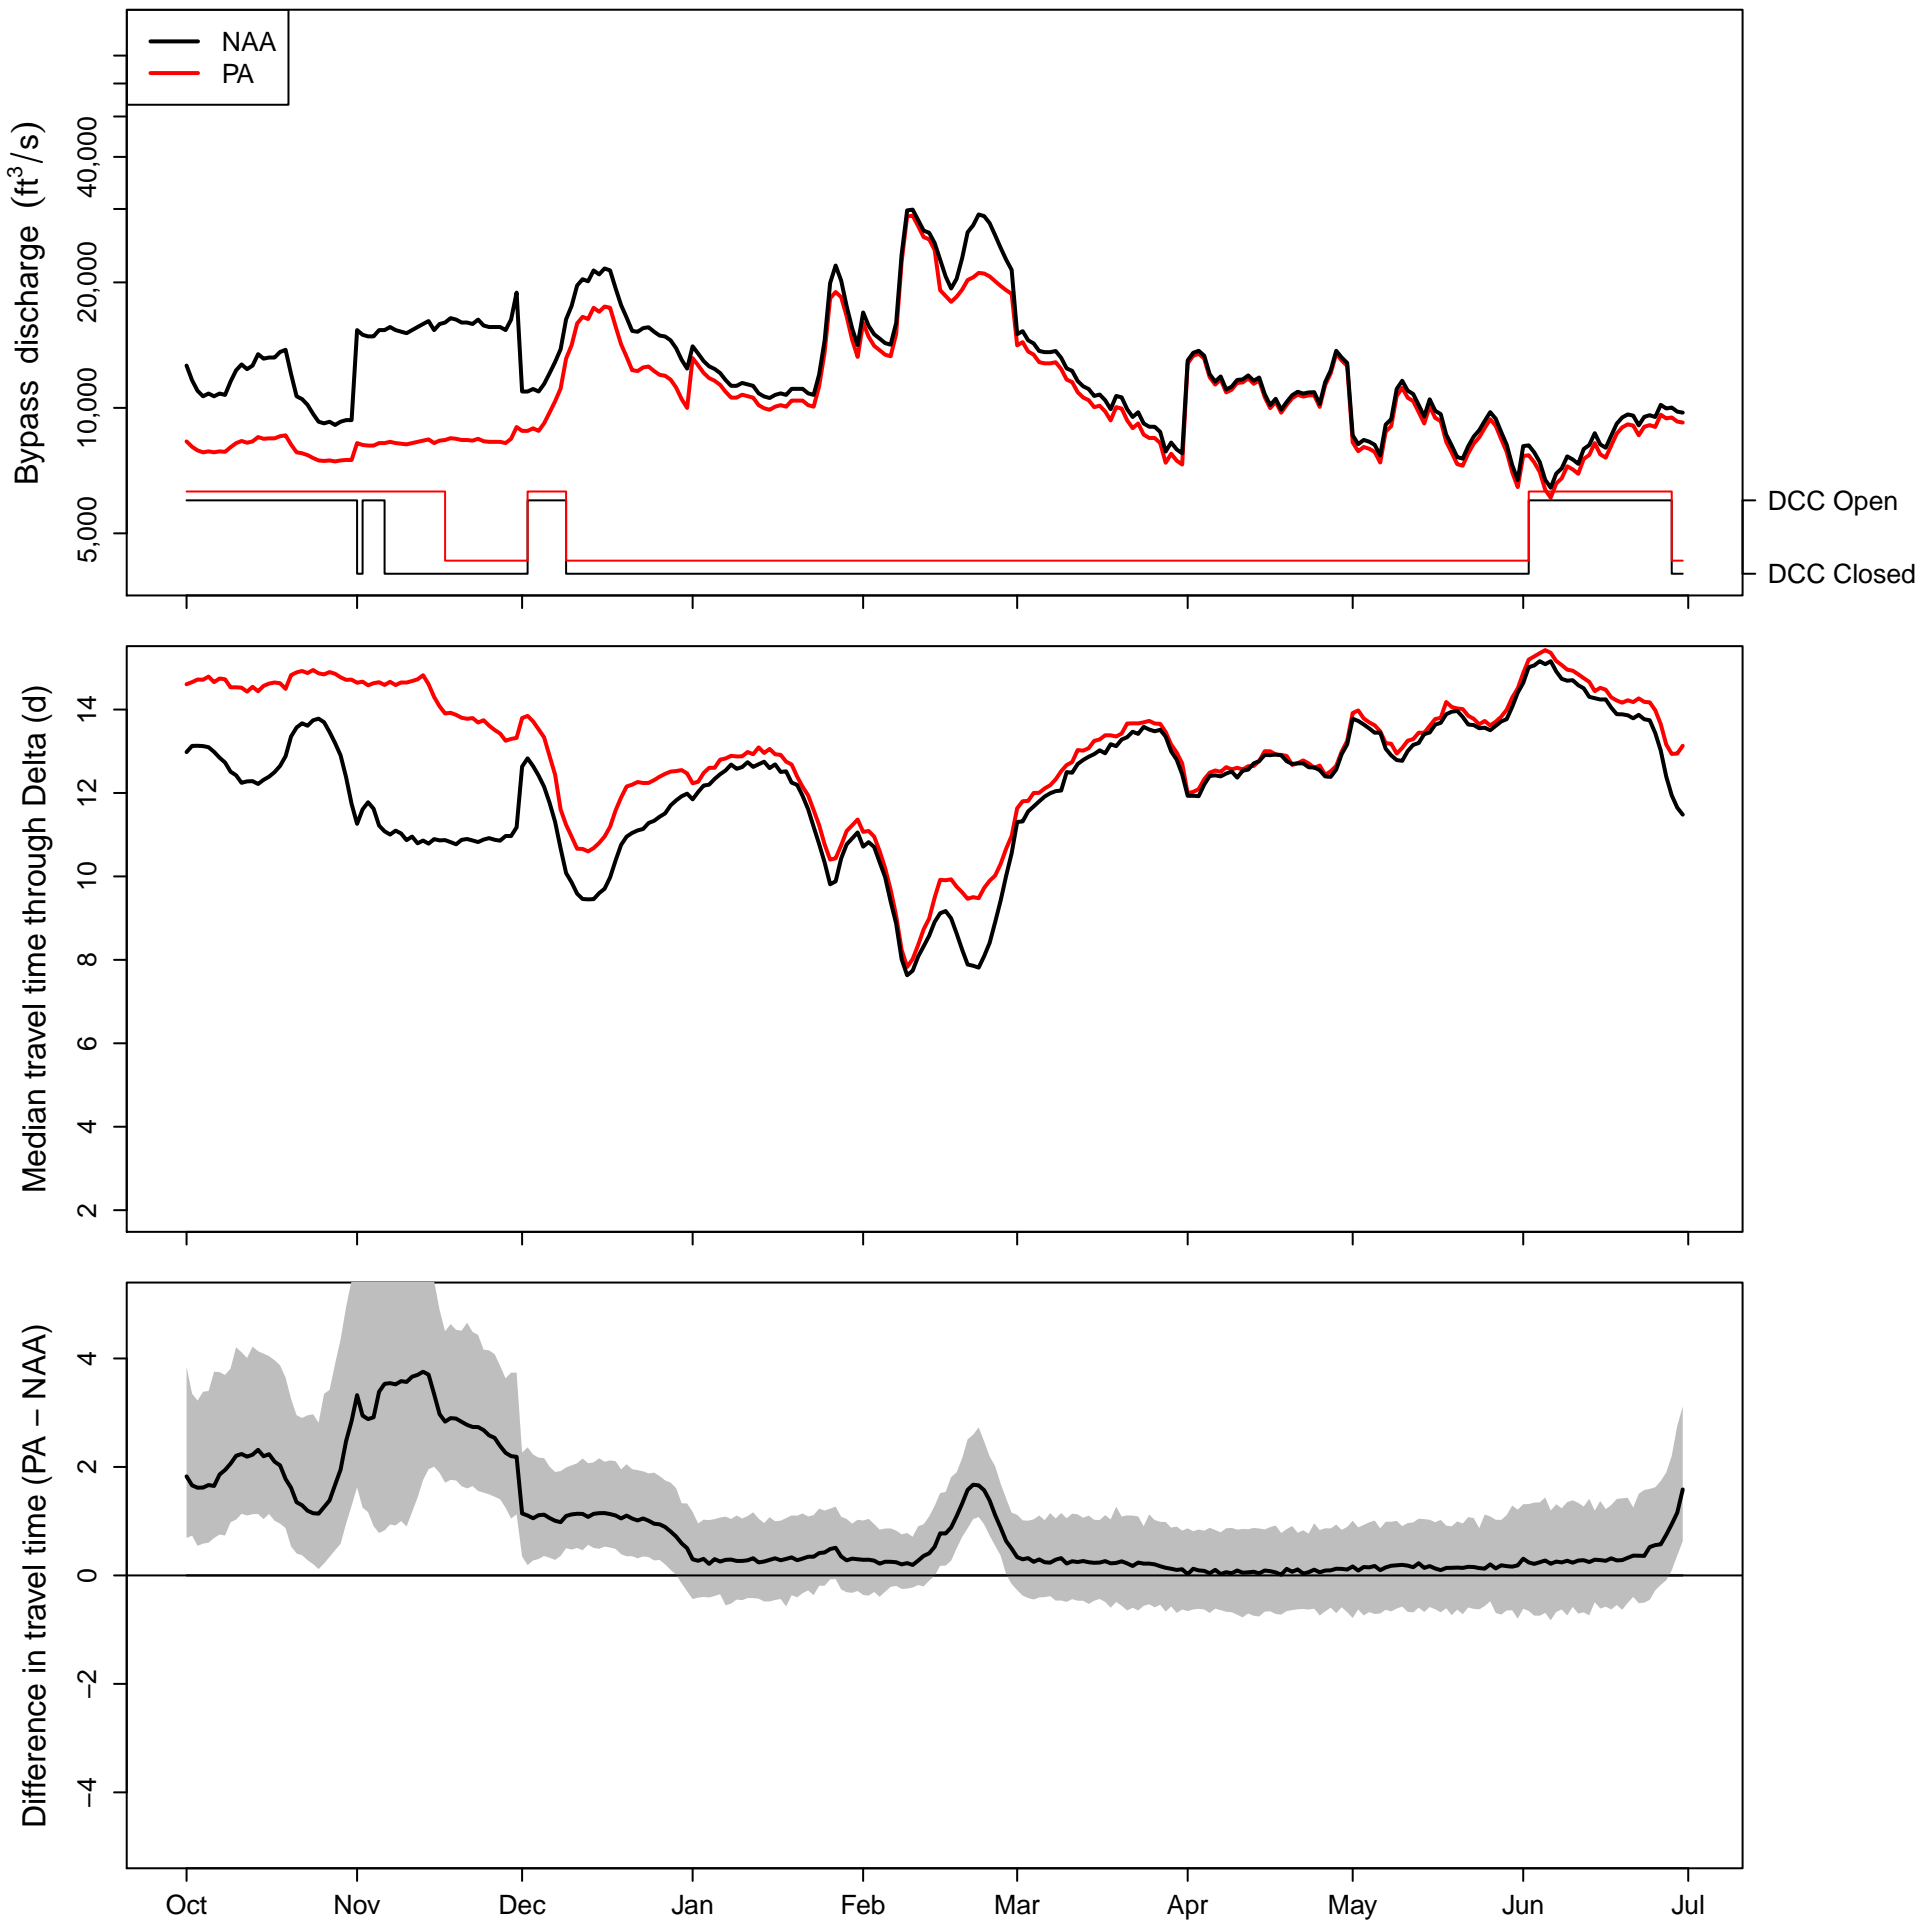 NAA
PA
Bypass discharge (ft³/s)
40,000
20,000
10,000
5,000
DCC Open
DCC Closed
Median travel time through Delta (d)
14
12
10
8
6
4
2
Difference in travel time (PA − NAA)
4
2
0
−2
−4
Oct
Nov
Dec
Jan
Feb
Mar
Apr
May
Jun
Jul